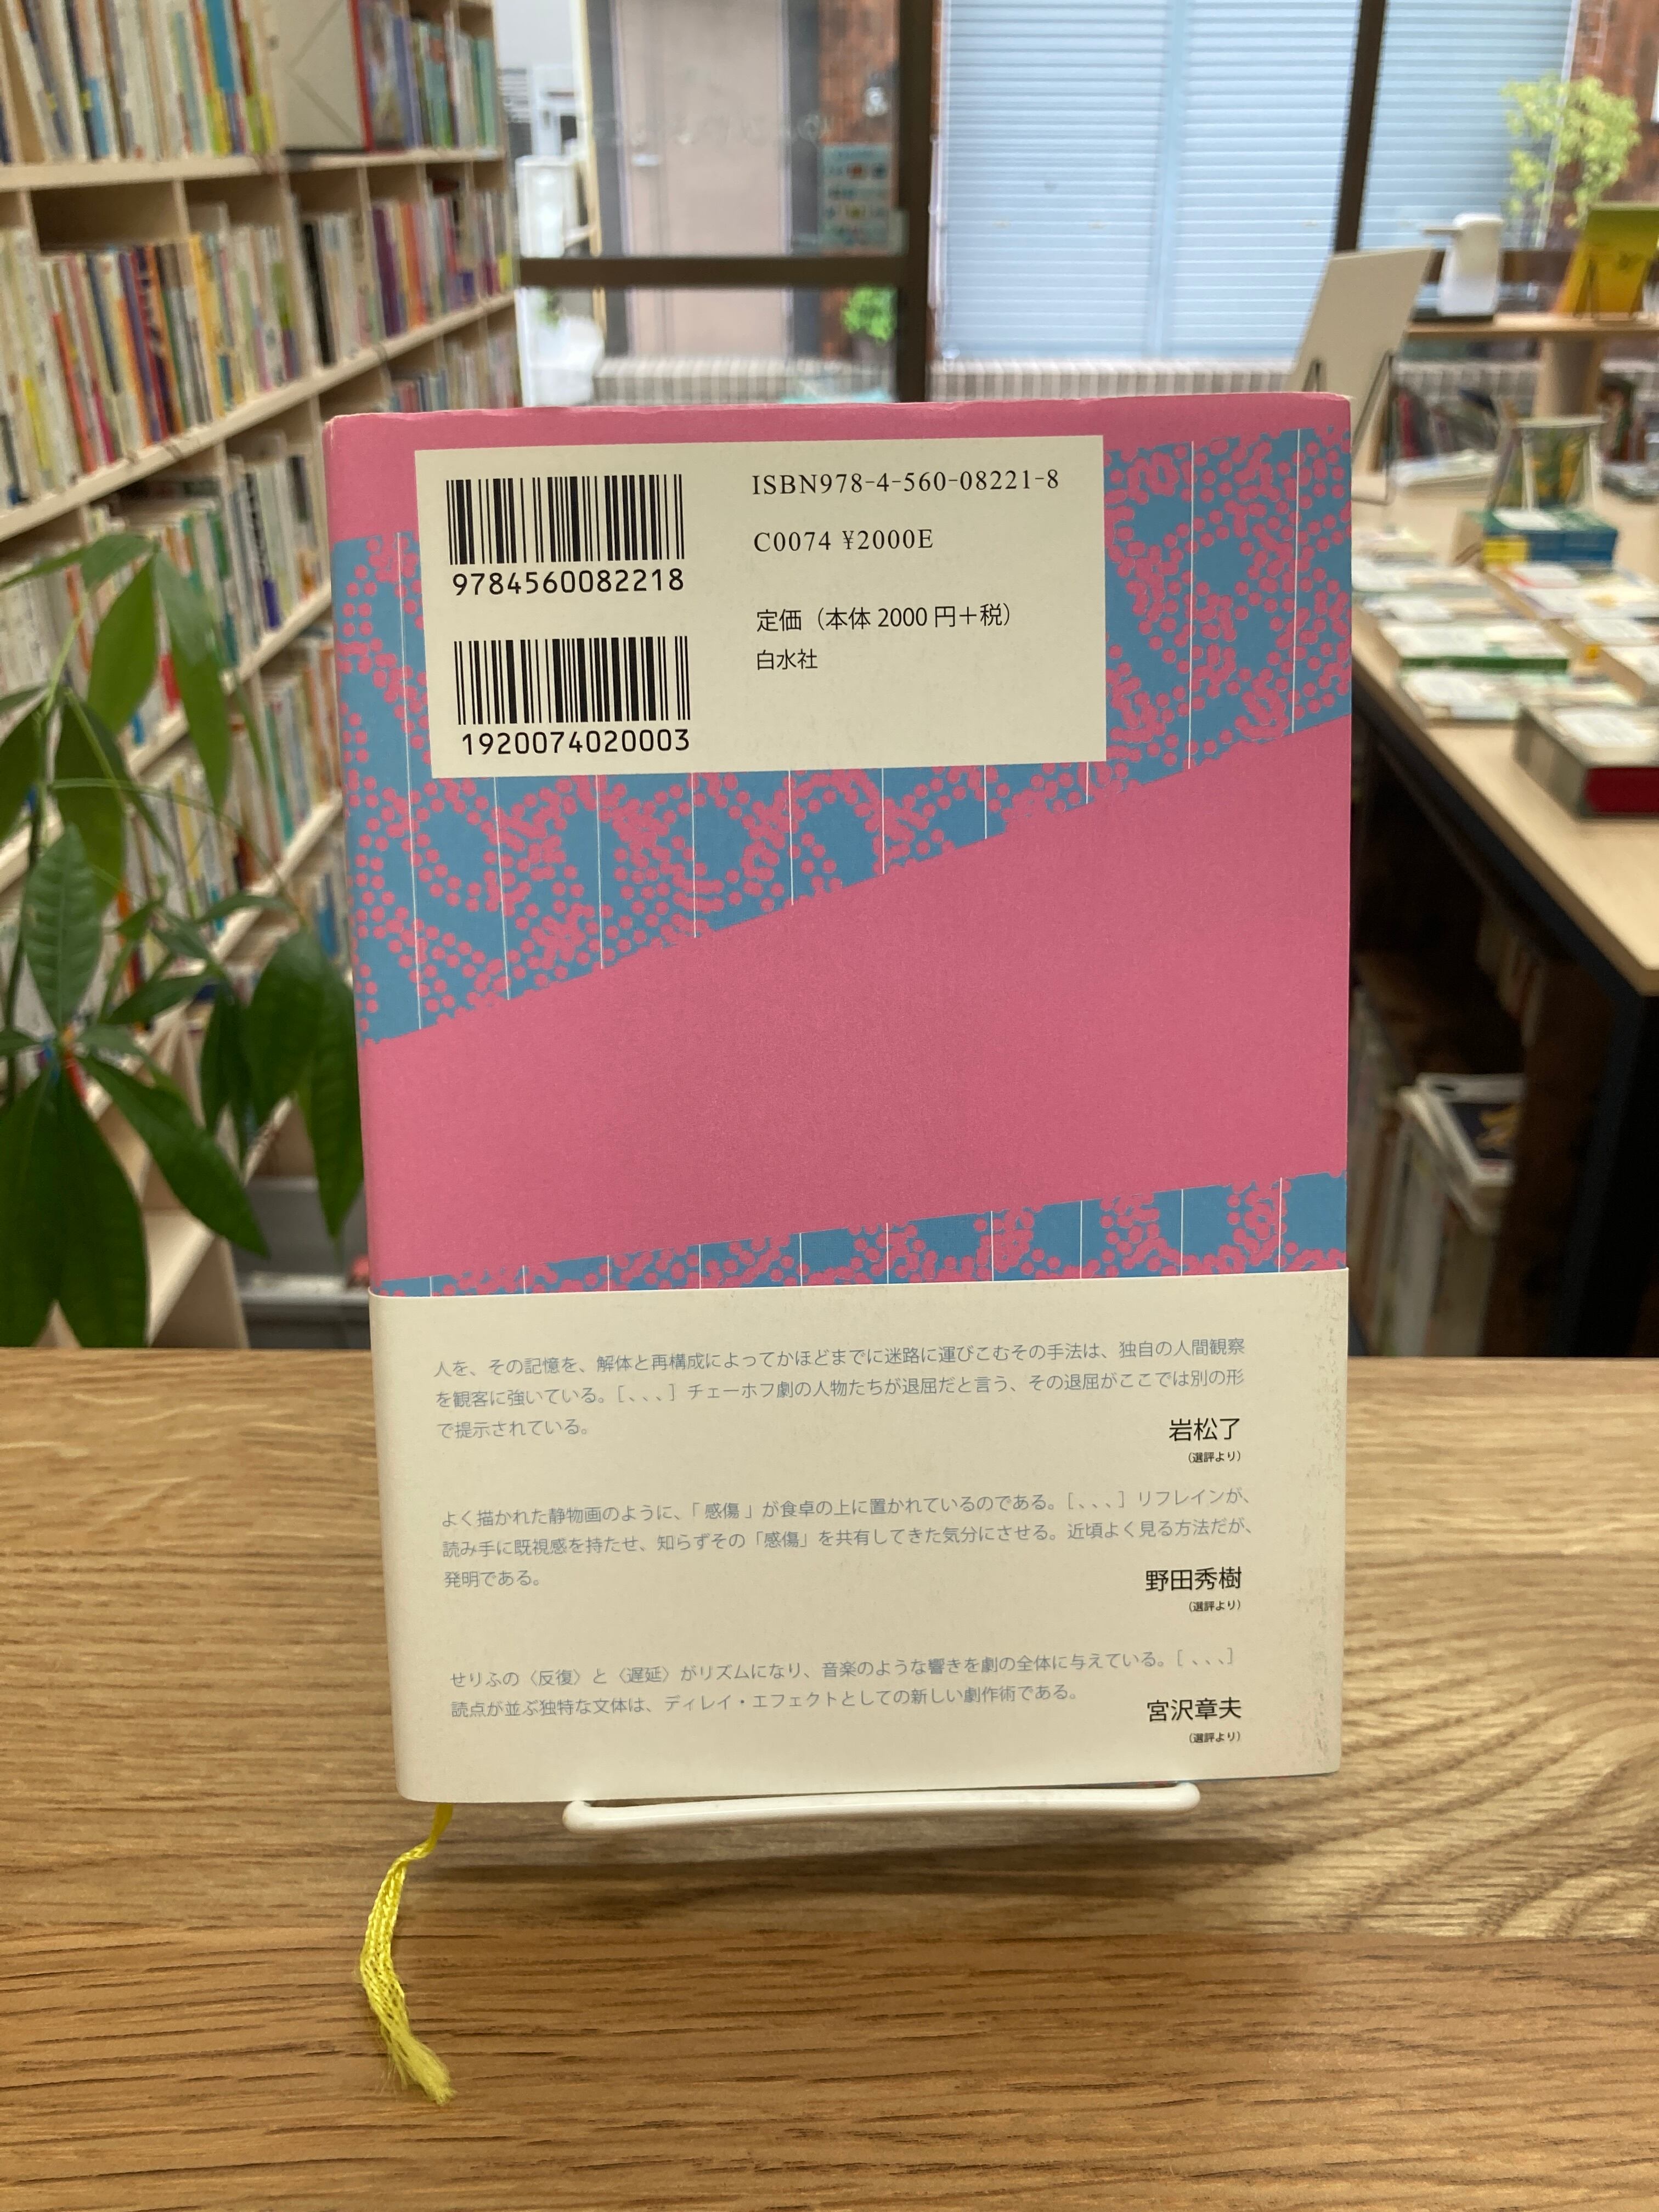 9784560082218
1920074020003
ISBN978-4-560-08221-8
C0074 ¥2000E
定価（本体 2000 円＋税）
白水社
人を、その記憶を、解体と再構成によってかほどまでに迷路に運びこむその手法は、独自の人間観察
を観客に強いている。［、、、］チェーホフ劇の人物たちが退屈だと言う、その退屈がここでは別の形
で提示されている。
岩松了
（選評より）
よく描かれた静物画のように、「感傷」が食卓の上に置かれているのである。［、、、］リフレインが、
読み手に既視感を持たせ、知らずその「感傷」を共有してきた気分にさせる。近頃よく見る方法だが、
発明である。
野田秀樹
（選評より）
せりふの〈反復〉と〈遅延〉がリズムになり、音楽のような響きを劇の全体に与えている。［、、、］
読点が並ぶ独特な文体は、ディレイ・エフェクトとしての新しい劇作術である。
宮沢章夫
（選評より）